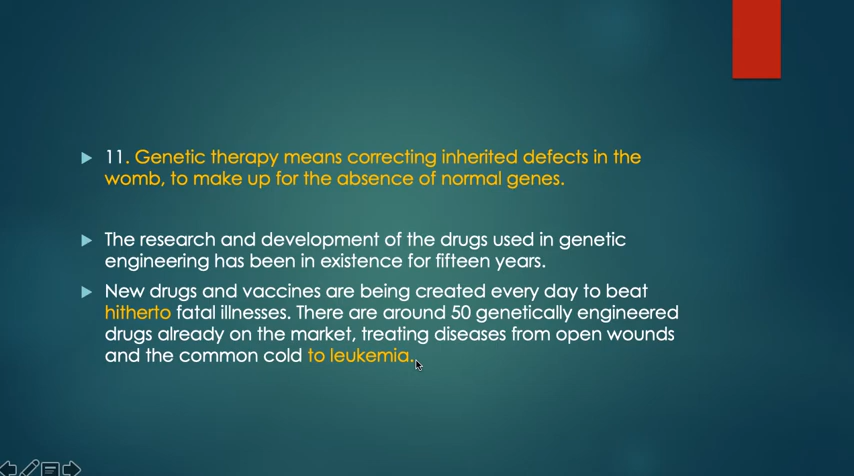 11. Genetic therapy means correcting inherited defects in the
womb, to make up for the absence of normal genes.
The research and development of the drugs used in genetic
engineering has been in existence for fifteen years.
New drugs and vaccines are being created every day to beat
hitherto fatal illnesses. There are around 50 genetically engineered
drugs already on the market, treating diseases from open wounds
and the common cold to leukemia.